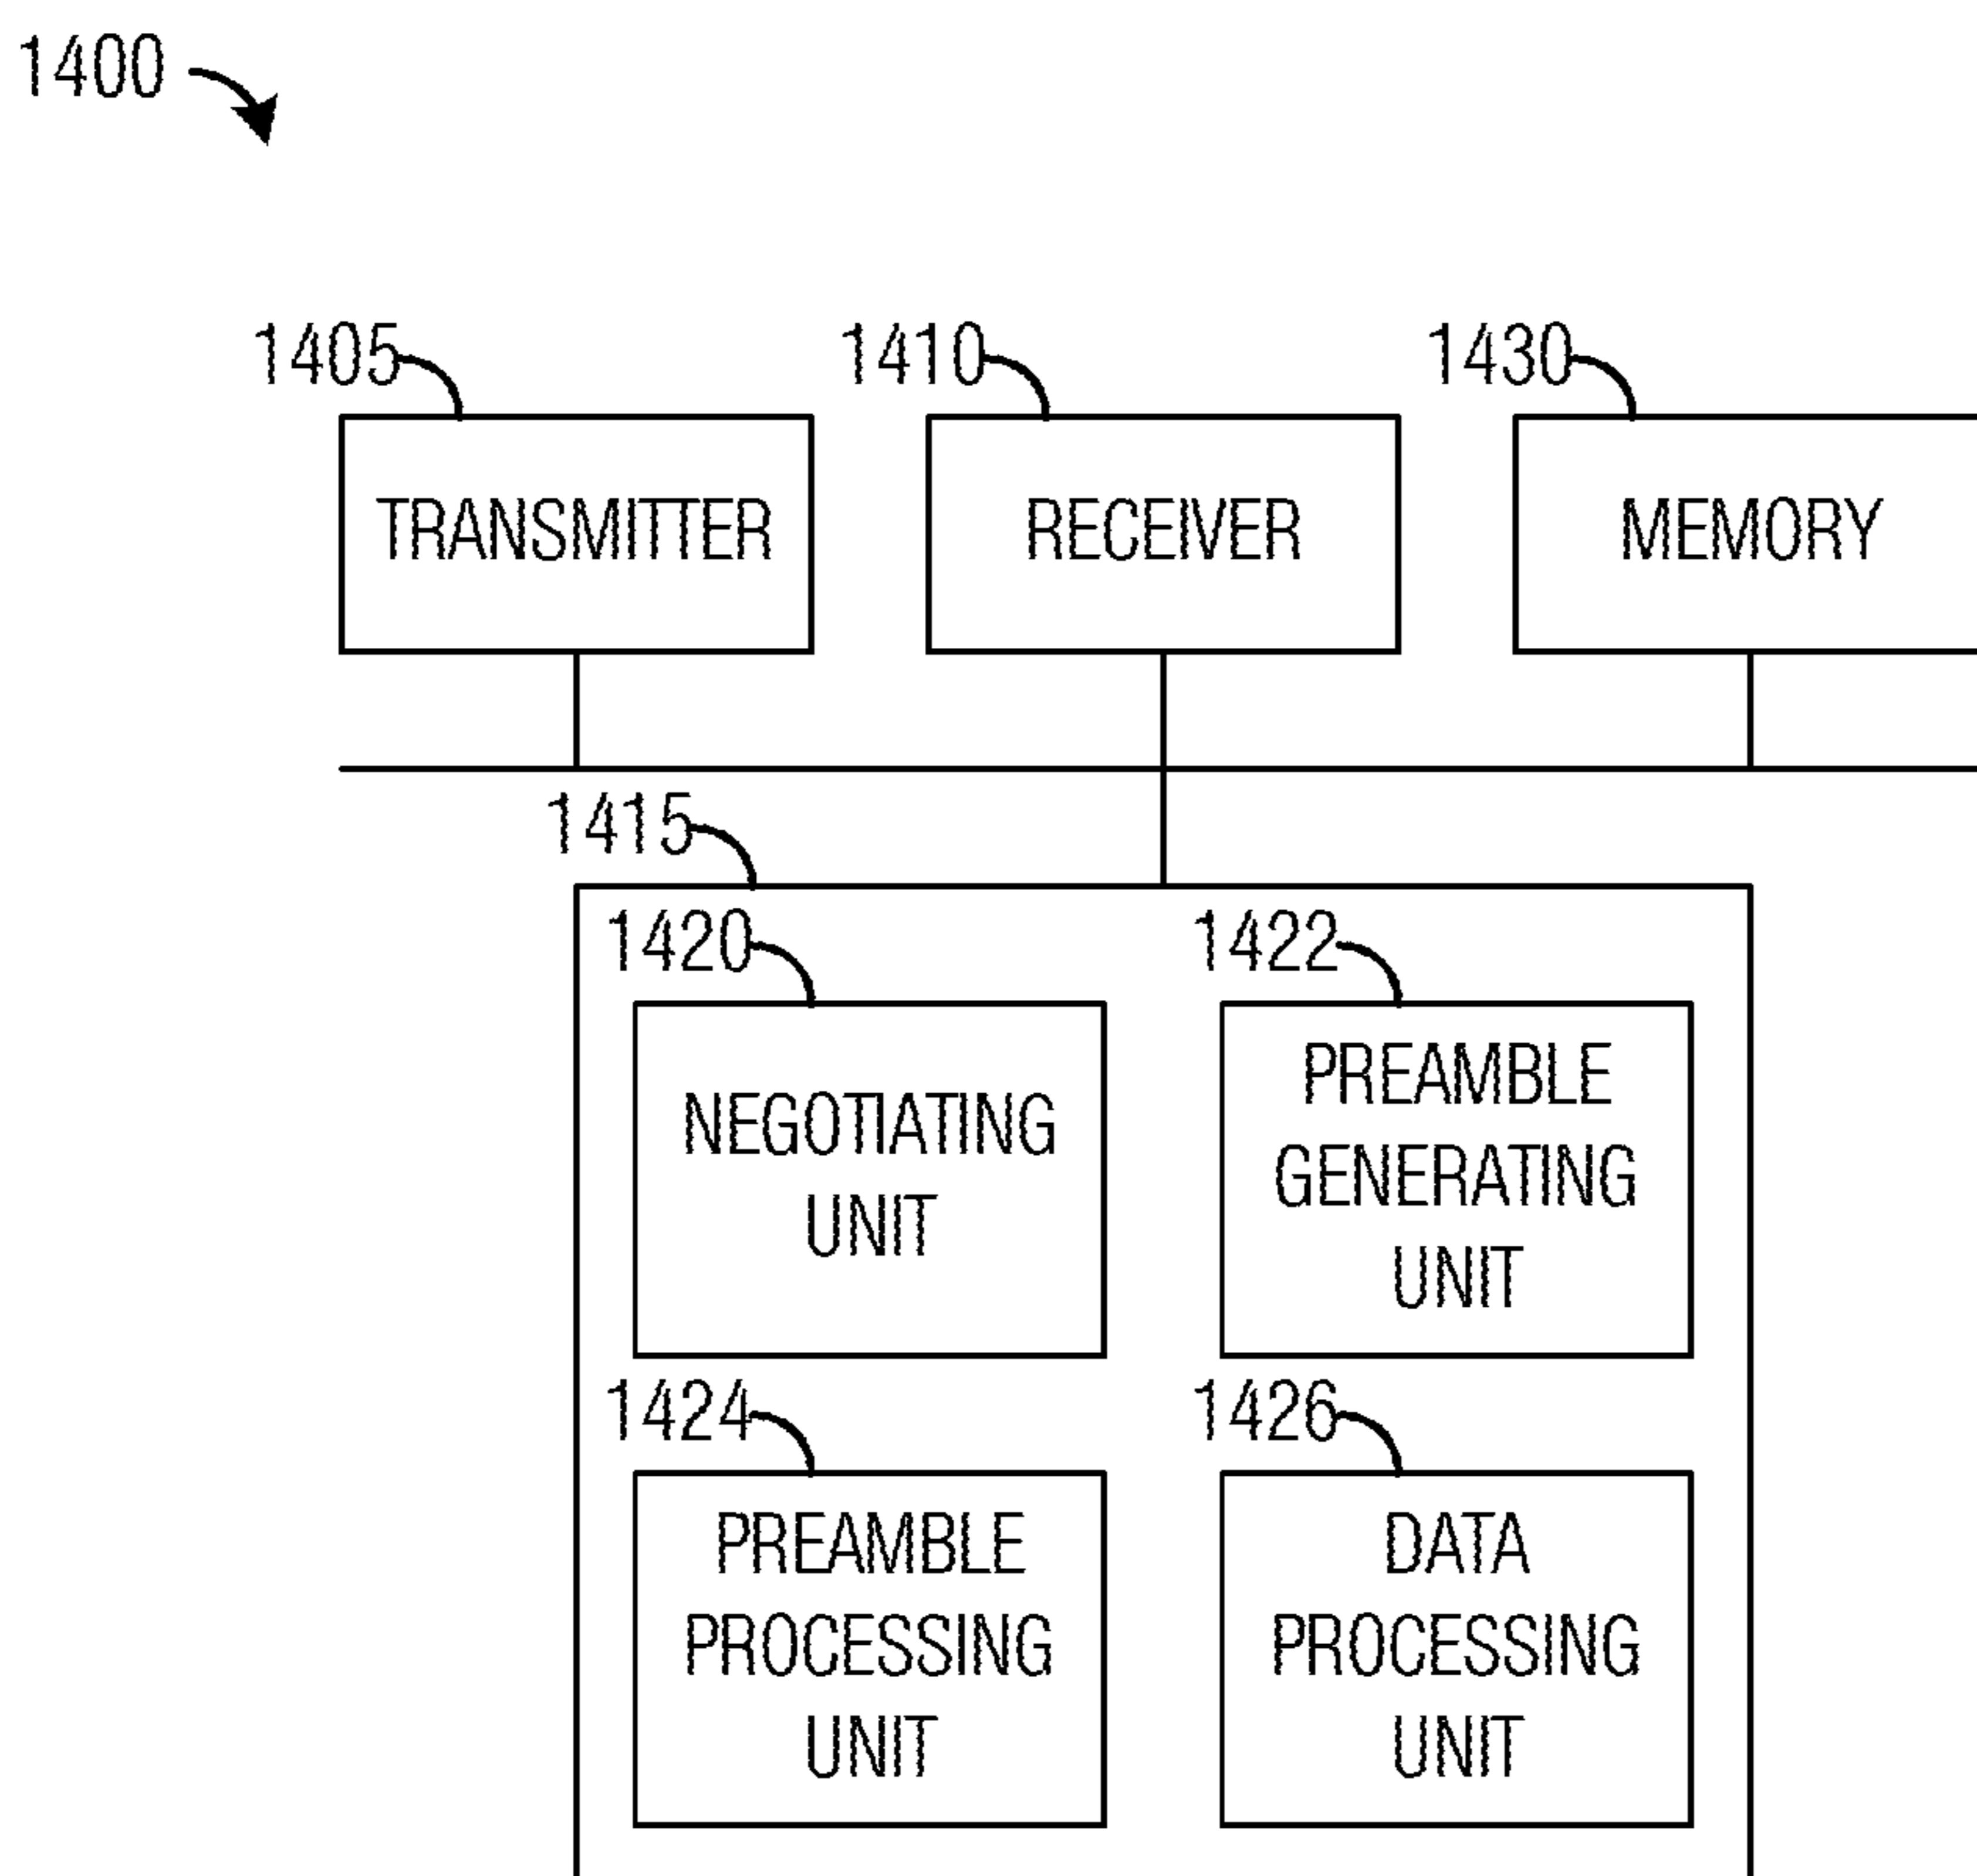 1400
1405
1410
1430
TRANSMITTER
RECEIVER
MEMORY
1415
1420
1422
NEGOTIATING
UNIT
PREAMBLE
GENERATING
UNIT
1424
1426
PREAMBLE
PROCESSING
UNIT
DATA
PROCESSING
UNIT